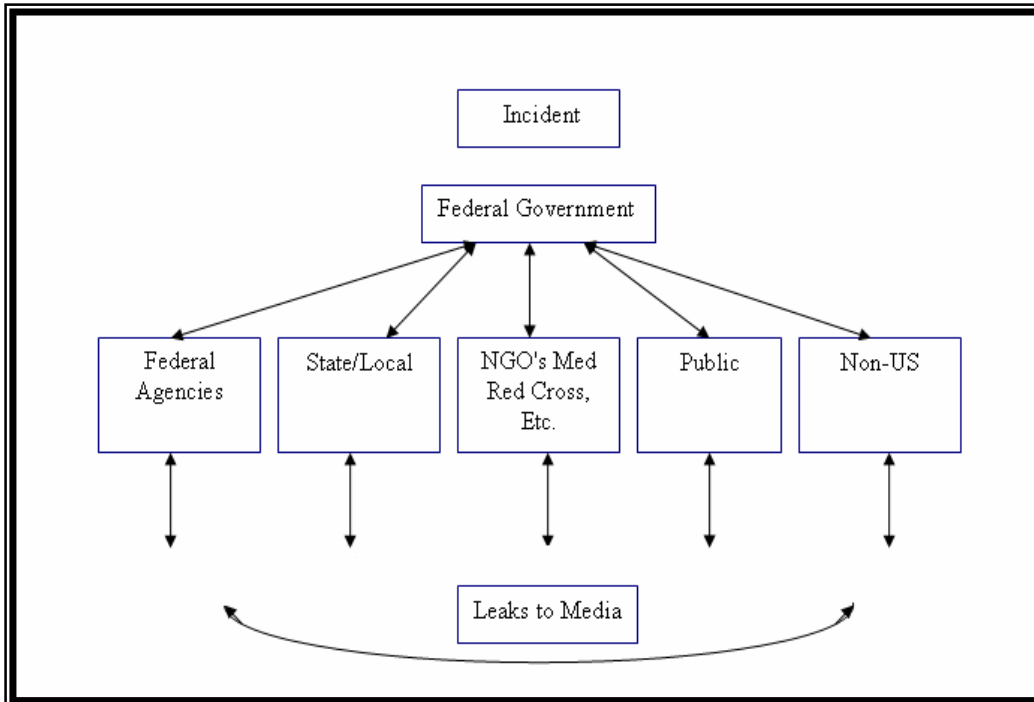 Incident
Federal Government
Federal
Agencies
State/Local
NGO's Med
Red Cross,
Etc.
Public
Non-US
Leaks to Media